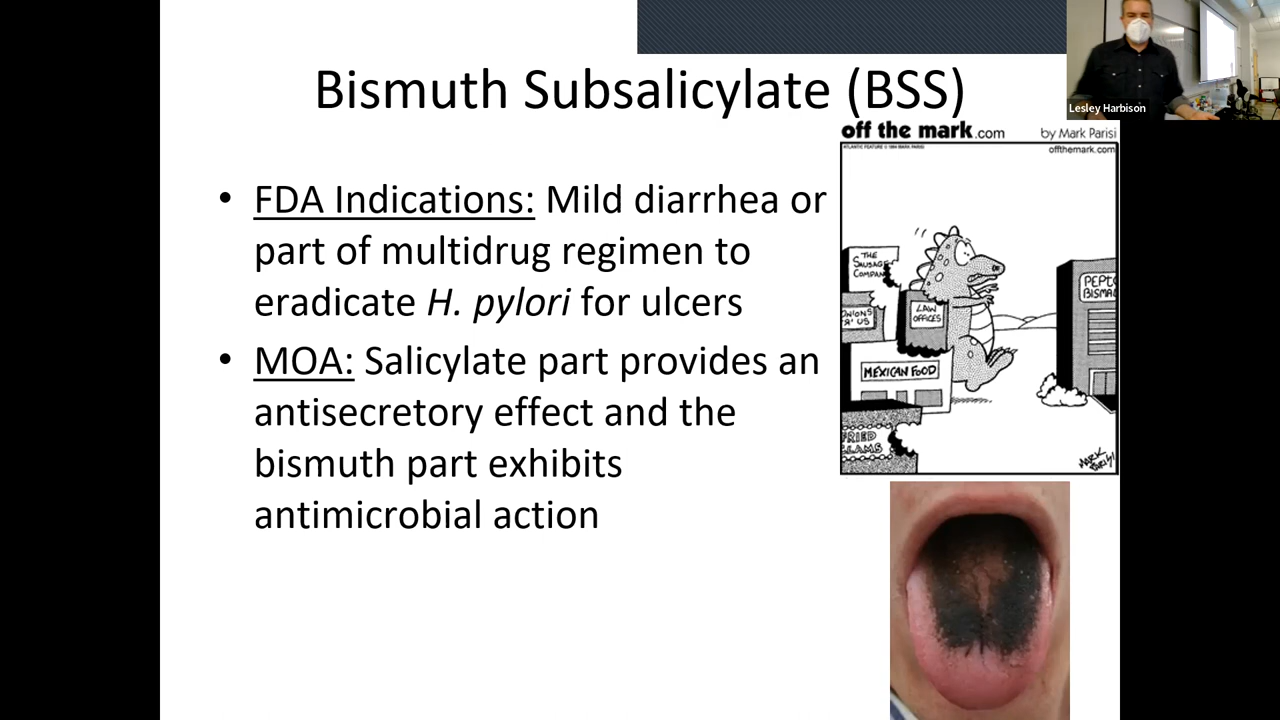 Bismuth Subsalicylate (BSS)
Lesley Harbison
off the mark.com by Mark Parisi
ATLANTIC FEATURE © 1994 MARK PARISI
offthemark.com
• FDA Indications: Mild diarrhea or
part of multidrug regimen to
eradicate H. pylori for ulcers
• MOA: Salicylate part provides an
antisecretory effect and the
bismuth part exhibits
antimicrobial action
THE
SAUSAGE
COMPAN
ONIONS
'R' US
LAW
OFFICES
MEXICAN FOOD
FRIED
CLAMS
PEPTO
BISMA
MARK
PARISI